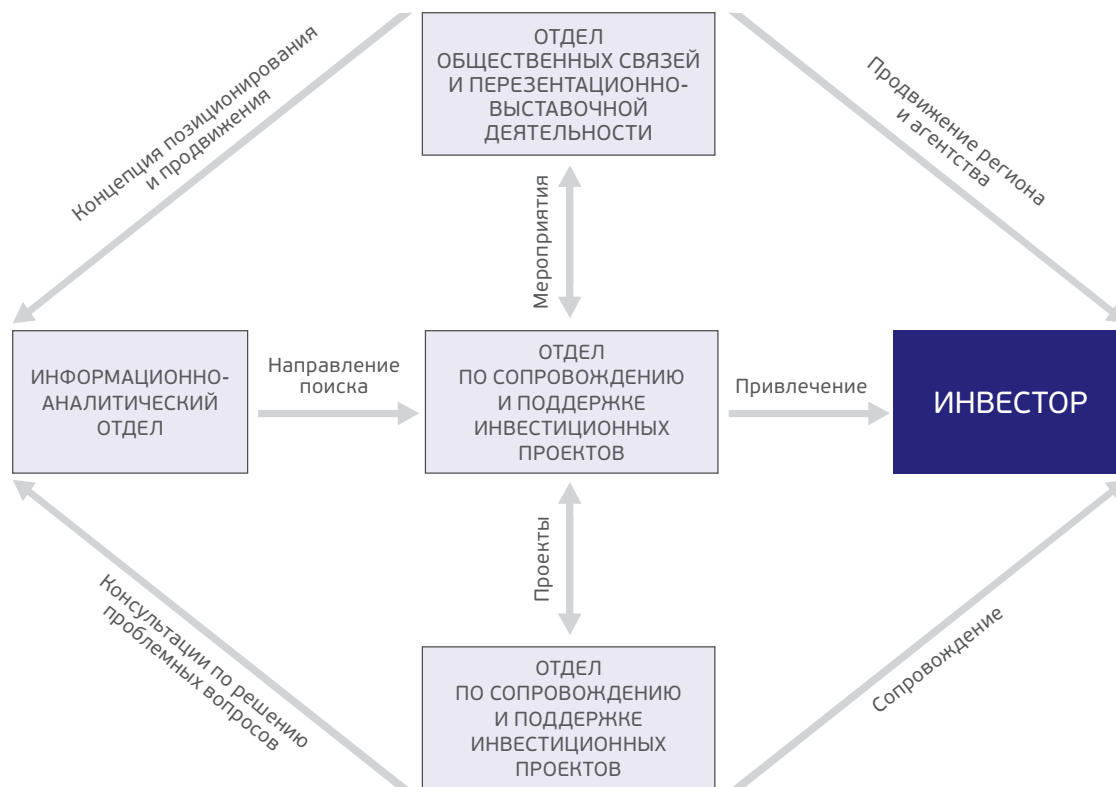 ОТДЕЛ
ОБЩЕСТВЕННЫХ СВЯЗЕЙ
И ПЕРЕЗЕНТАЦИОННО-
ВЫСТАВОЧНОЙ
ДЕЯТЕЛЬНОСТИ
Концепция позиционирования
и продвижения
Продвижение региона
и агентства
Мероприятия
ИНФОРМАЦИОННО-
АНАЛИТИЧЕСКИЙ
ОТДЕЛ
Направление
поиска
ОТДЕЛ
ПО СОПРОВОЖДЕНИЮ
И ПОДДЕРЖКЕ
ИНВЕСТИЦИОННЫХ
ПРОЕКТОВ
Привлечение
ИНВЕСТОР
Проекты
Консультации по решению
проблемных вопросов
Сопровождение
ОТДЕЛ
ПО СОПРОВОЖДЕНИЮ
И ПОДДЕРЖКЕ
ИНВЕСТИЦИОННЫХ
ПРОЕКТОВ